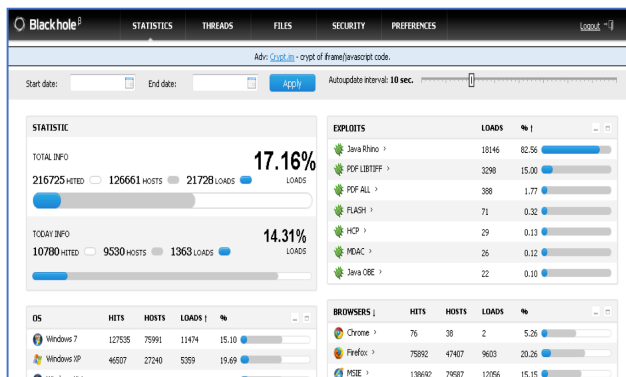 Blackhole β STATISTICS THREADS FILES SECURITY PREFERENCES Logout
Adv: Crypt.im - crypt of iframe/javascript code.
Start date: End date: Apply Autoupdate interval: 10 sec.
STATISTIC
TOTAL INFO
17.16%
216725 HITED 126661 HOSTS 21728 LOADS LOADS
TODAY INFO
14.31%
10780 HITED 9530 HOSTS 1363 LOADS LOADS
EXPLOITS LOADS % ↑
Java Rhino > 18146 82.56
PDF LIBTIFF > 3298 15.00
PDF ALL > 388 1.77
FLASH > 71 0.32
HCP > 29 0.13
MDAC > 26 0.12
Java OBE > 22 0.10
OS HITS HOSTS LOADS ↑ %
Windows 7 127535 75991 11474 15.10
Windows XP 46507 27240 5359 19.69
BROWSERS ↓ HITS HOSTS LOADS %
Chrome > 76 38 2 5.26
Firefox > 75892 47407 9603 20.26
MSIE > 138692 79587 12056 15.15